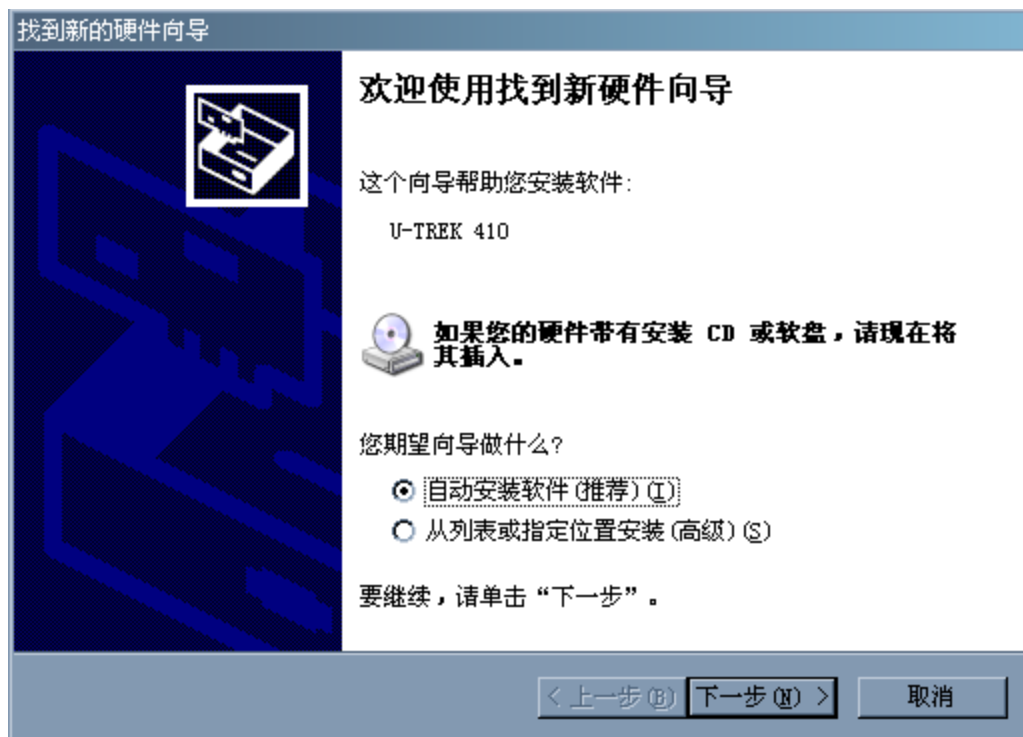 找到新的硬件向导
欢迎使用找到新硬件向导
这个向导帮助您安装软件:
U-TREK 410
如果您的硬件带有安装 CD 或软盘，请现在将
其插入。
您期望向导做什么?
自动安装软件(推荐)(I)
从列表或指定位置安装(高级)(S)
要继续，请单击“下一步”。
< 上一步(B) 下一步(N) > 取消